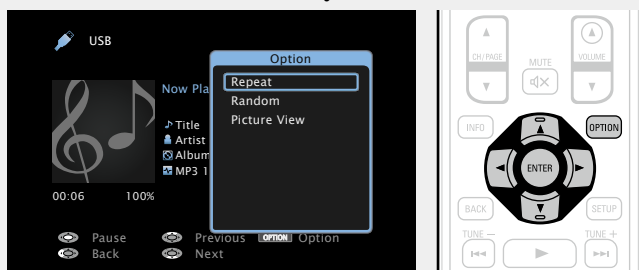 USB
Option
Repeat
Random
Picture View
Now Pla
Title
Artist
Album
MP3 1
00:06 100%
Pause Previous OPTION Option
Back Next
CH/PAGE MUTE VOLUME
INFO OPTION
ENTER
BACK SETUP
TUNE − TUNE +